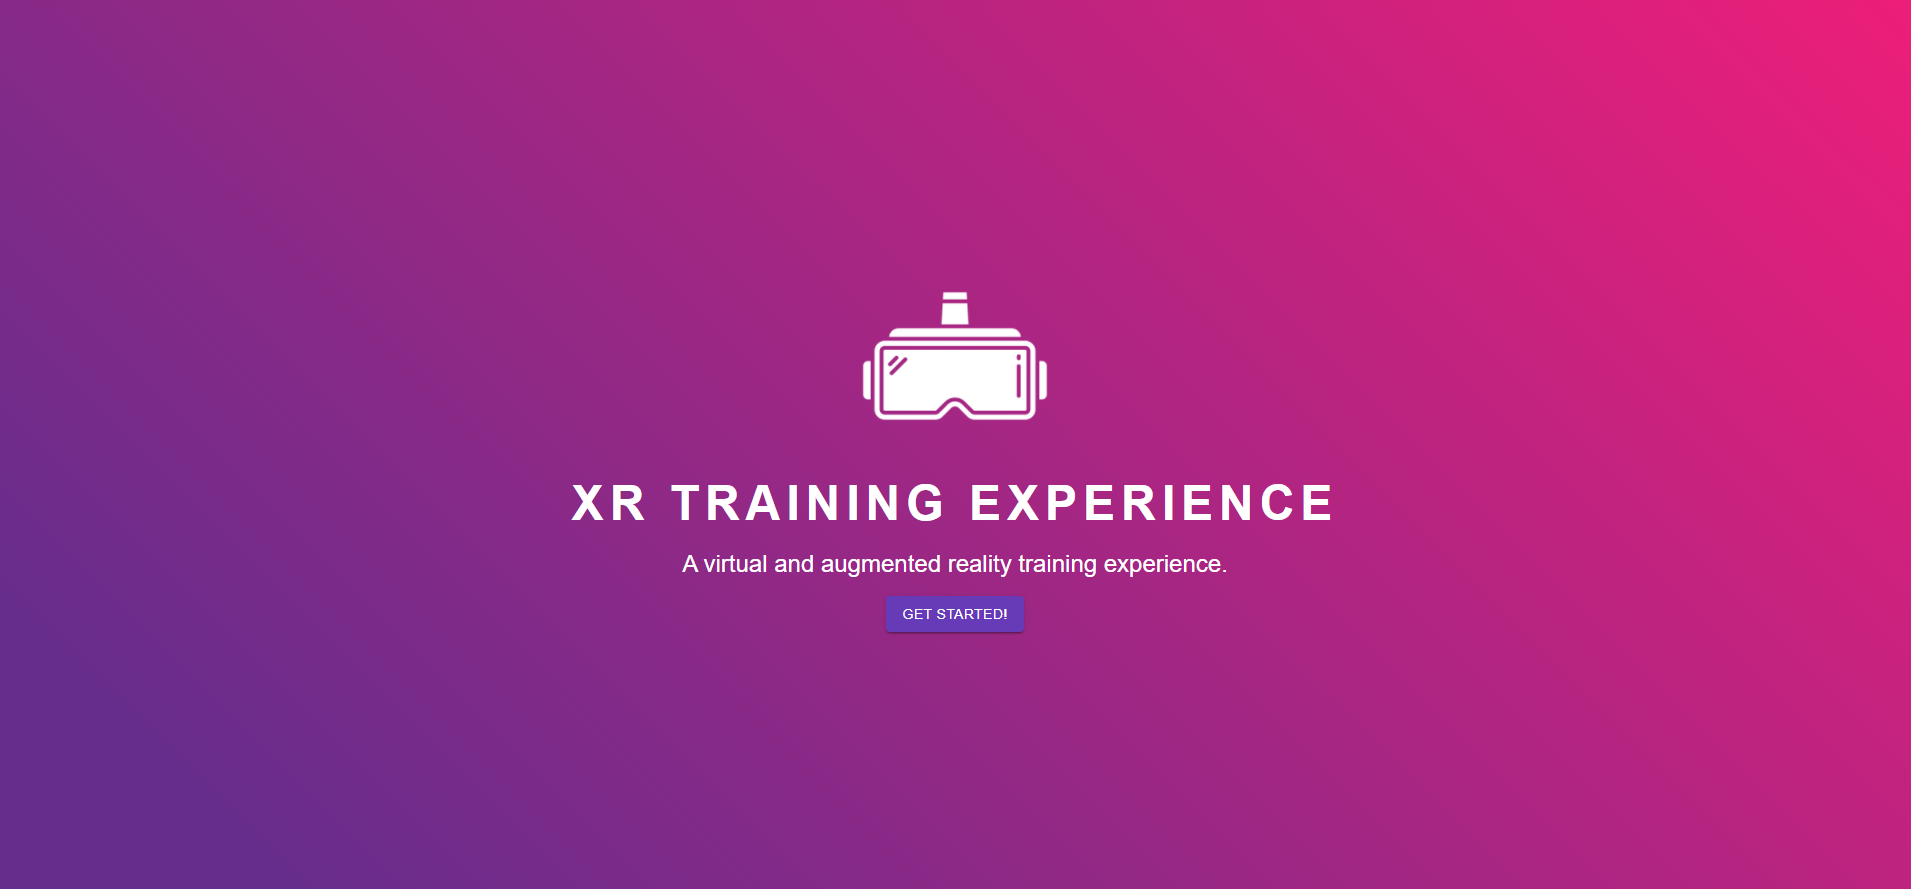 XR TRAINING EXPERIENCE
A virtual and augmented reality training experience.
GET STARTED!